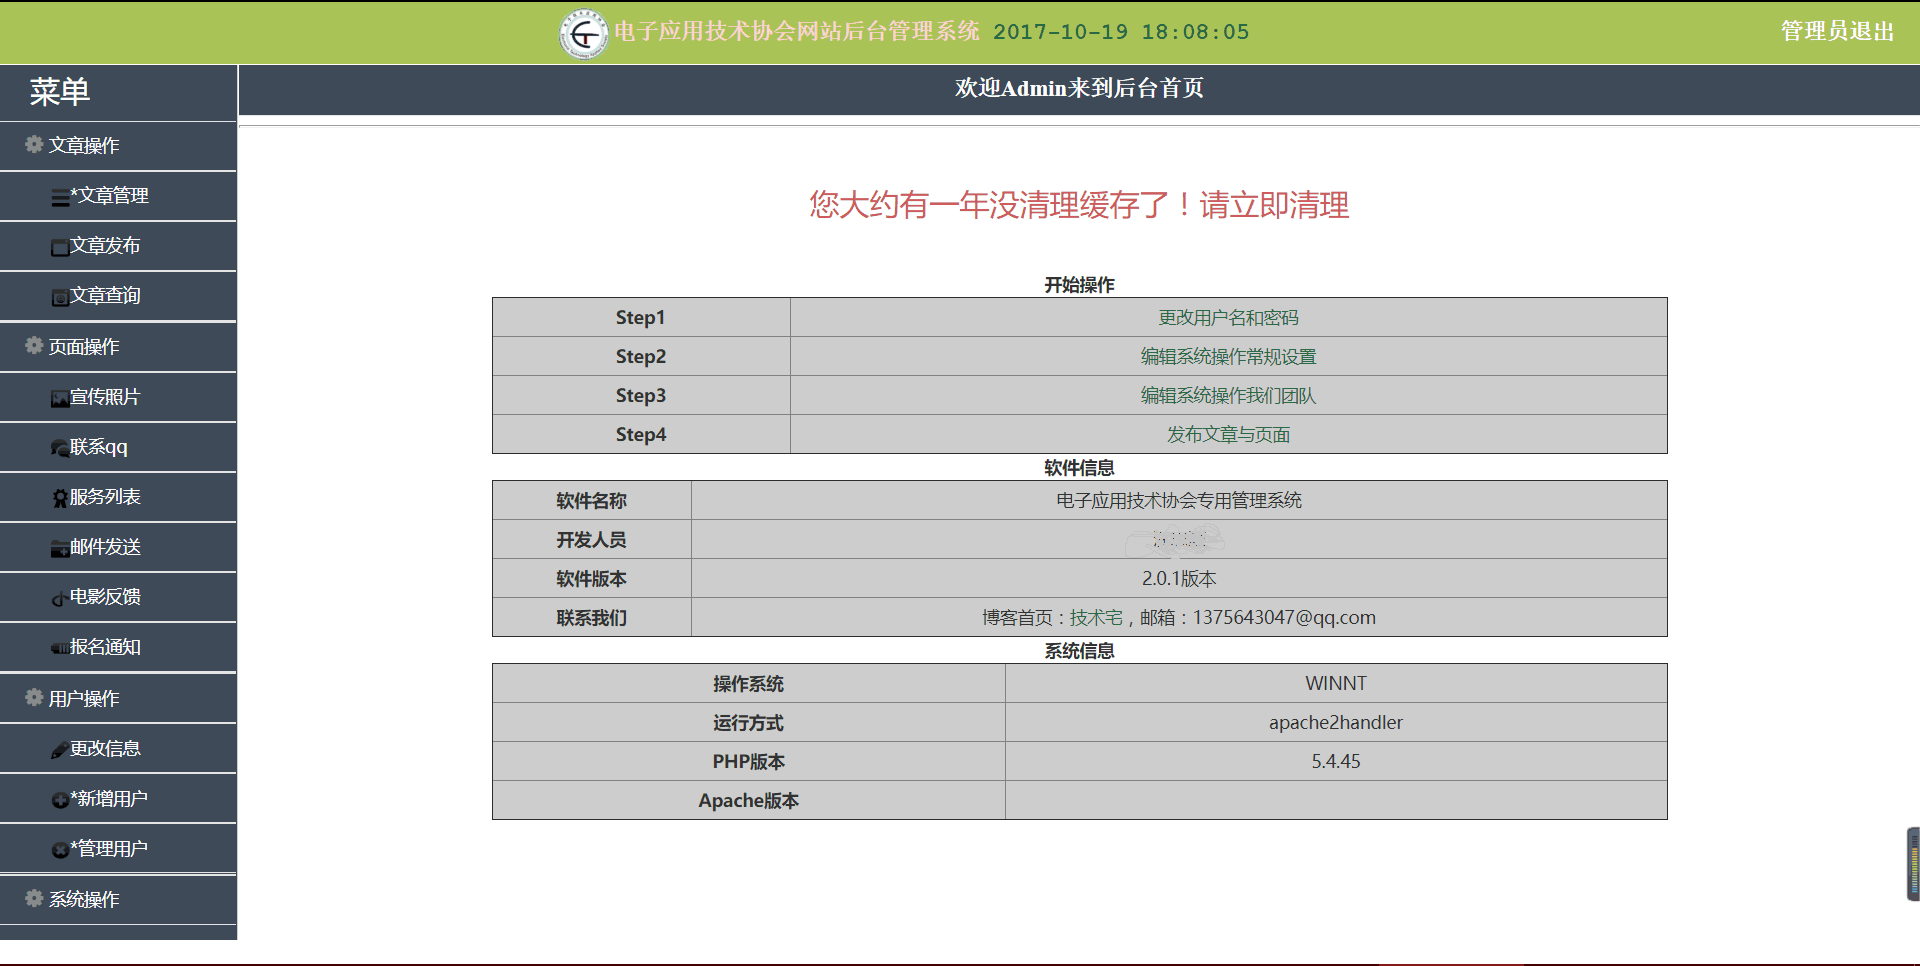 电子应用技术协会网站后台管理系统 2017-10-19 18:08:05
管理员退出
菜单
文章操作
*文章管理
文章发布
文章查询
页面操作
宣传照片
联系qq
服务列表
邮件发送
电影反馈
报名通知
用户操作
更改信息
*新增用户
*管理用户
系统操作
欢迎Admin来到后台首页
您大约有一年没清理缓存了！请立即清理
开始操作
Step1 更改用户名和密码
Step2 编辑系统操作常规设置
Step3 编辑系统操作我们团队
Step4 发布文章与页面
软件信息
软件名称 电子应用技术协会专用管理系统
开发人员
软件版本 2.0.1版本
联系我们 博客首页：技术宅，邮箱：1375643047@qq.com
系统信息
操作系统 WINNT
运行方式 apache2handler
PHP版本 5.4.45
Apache版本